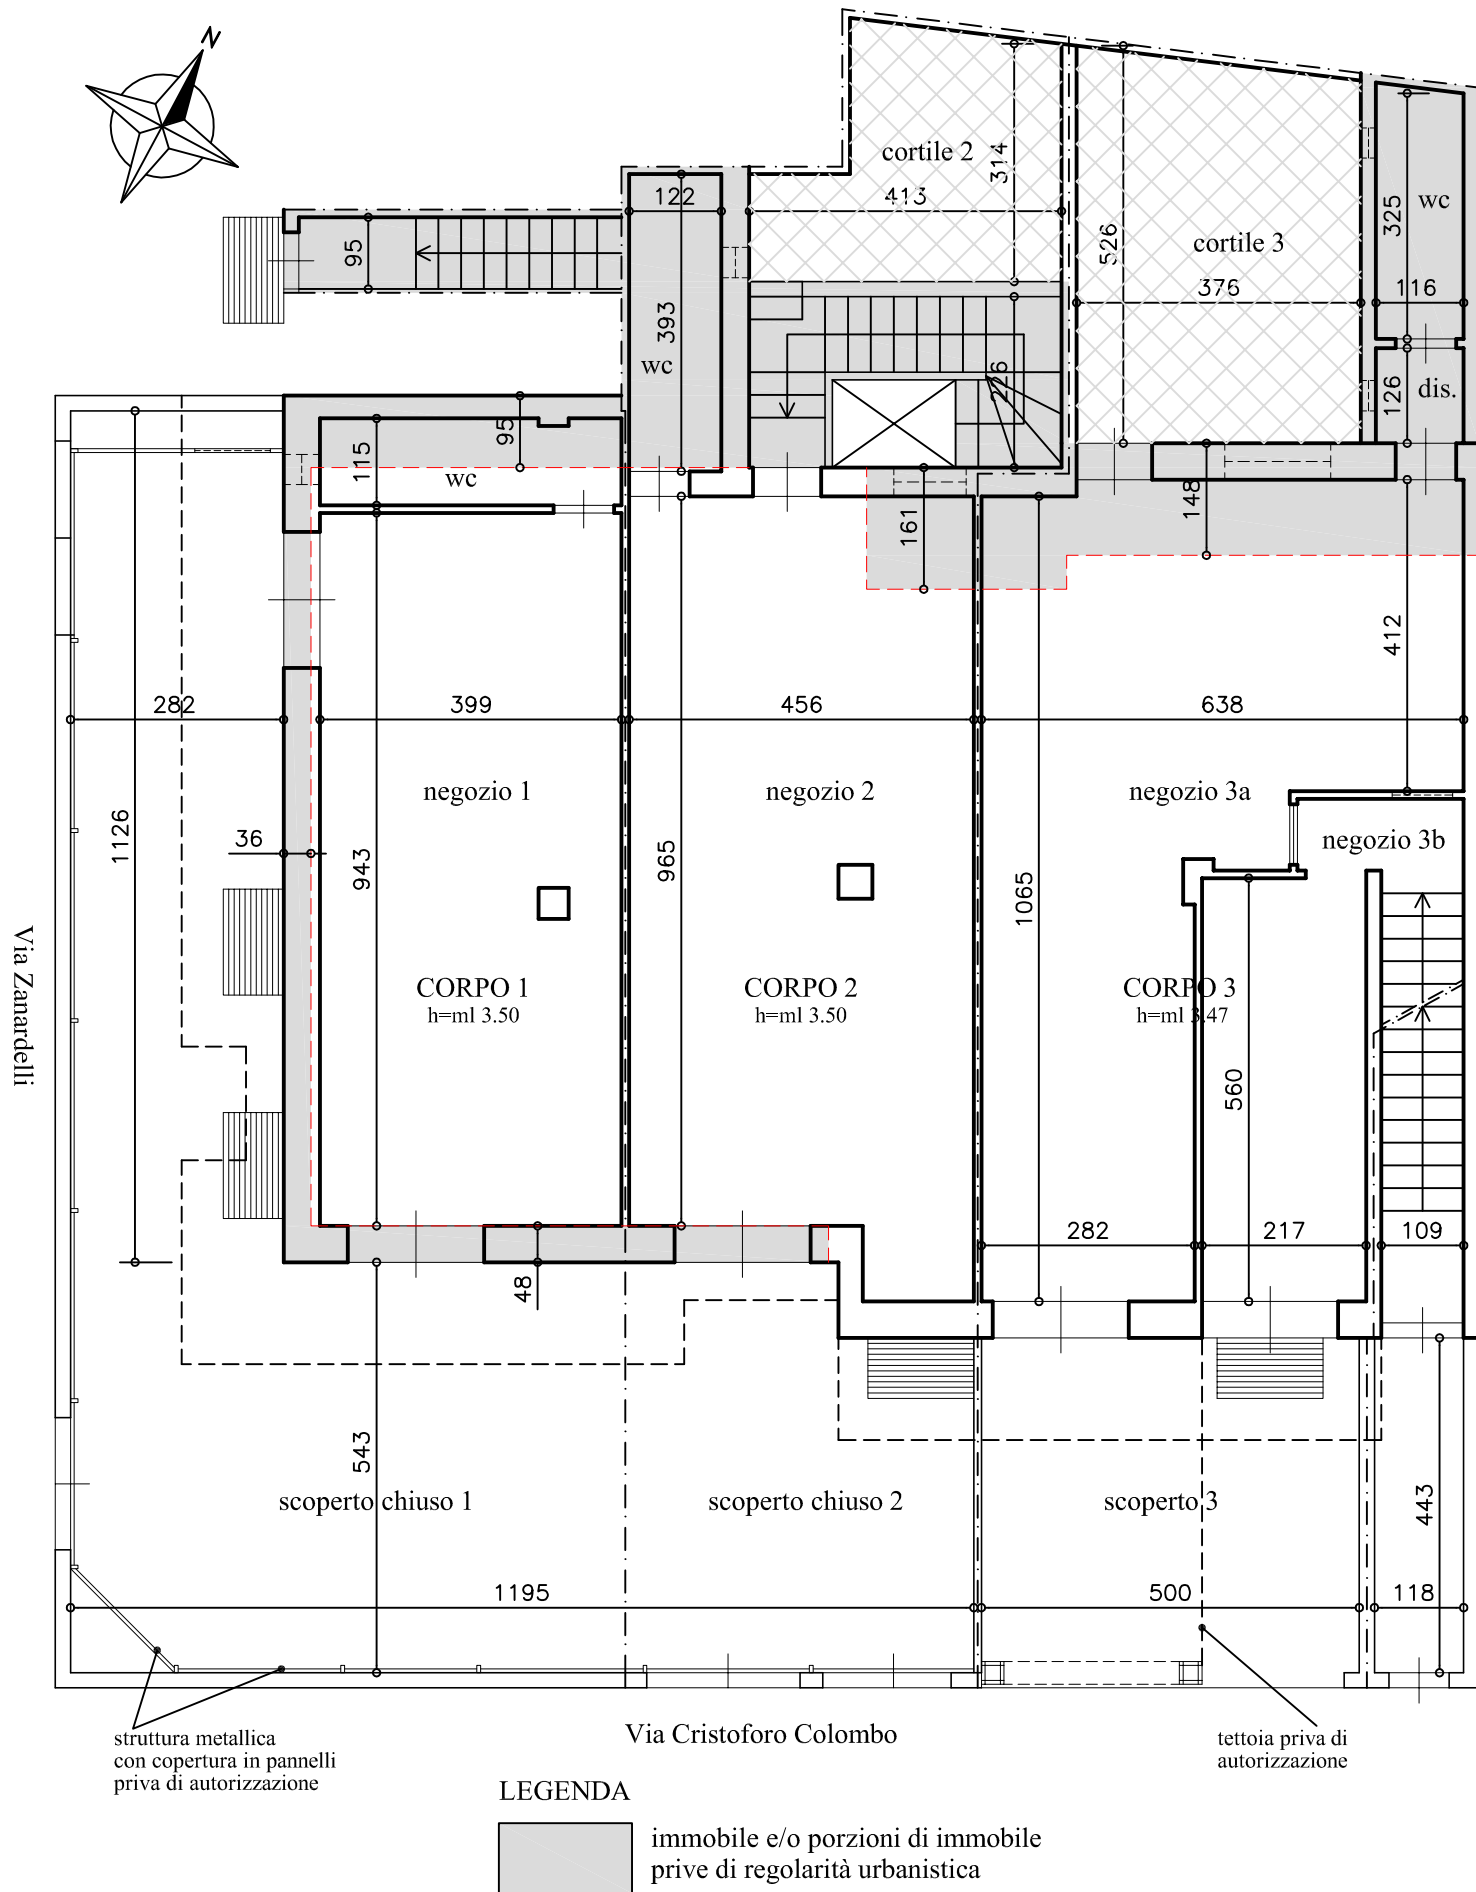 N
cortile 2
314
122
413
95
cortile 3
526
325
wc
376
116
393
wc
226
126
dis.
95
115
wc
161
148
412
282
399
456
638
negozio 1
negozio 2
negozio 3a
negozio 3b
1126
36
943
965
1065
Via Zanardelli
CORPO 1
h=ml 3.50
CORPO 2
h=ml 3.50
CORPO 3
h=ml 3.47
560
282
217
109
48
543
scoperto chiuso 1
scoperto chiuso 2
scoperto 3
443
1195
500
118
struttura metallica
con copertura in pannelli
priva di autorizzazione
Via Cristoforo Colombo
tettoia priva di
autorizzazione
LEGENDA
immobile e/o porzioni di immobile
prive di regolarità urbanistica